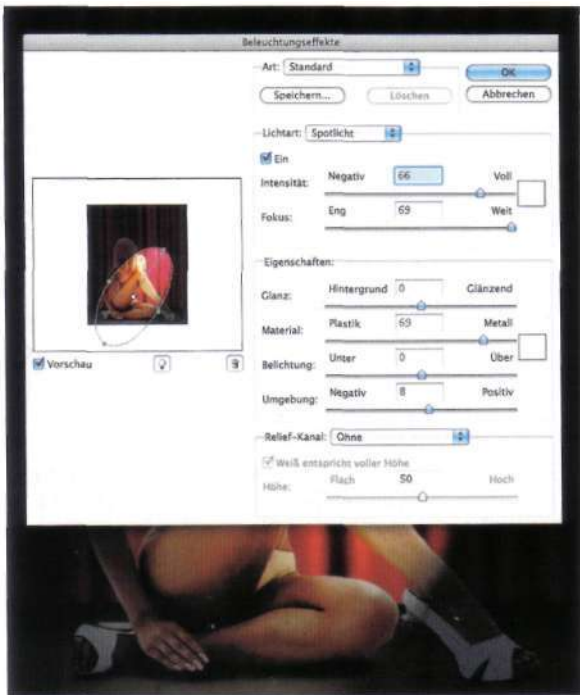 Beleuchtungseffekte
Art: Standard
OK
Speichern... Löschen Abbrechen
Lichtart: Spotlicht
Ein
Intensität: Negativ 66 Voll
Fokus: Eng 69 Weit
Eigenschaften:
Glanz: Hintergrund 0 Glänzend
Material: Plastik 69 Metall
Belichtung: Unter 0 Über
Umgebung: Negativ 8 Positiv
Vorschau
Relief-Kanal: Ohne
Weiß entspricht voller Höhe
Höhe: Flach 50 Hoch